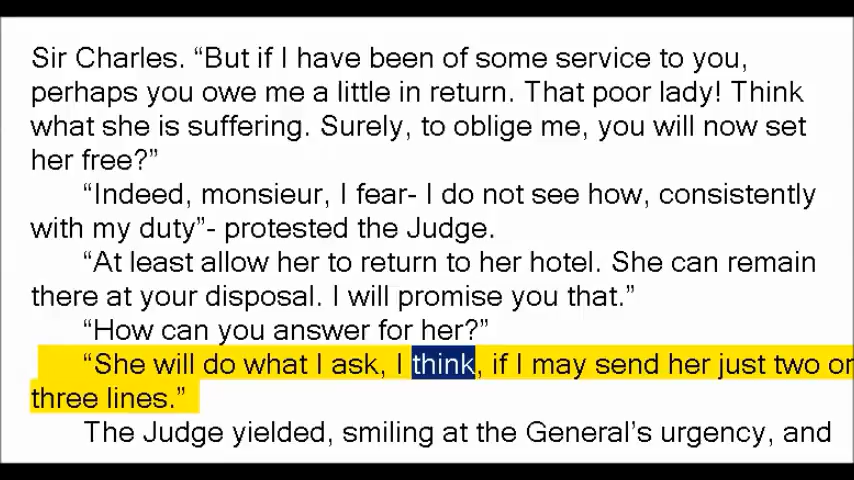 Sir Charles. “But if I have been of some service to you,
perhaps you owe me a little in return. That poor lady! Think
what she is suffering. Surely, to oblige me, you will now set
her free?”
“Indeed, monsieur, I fear- I do not see how, consistently
with my duty”- protested the Judge.
“At least allow her to return to her hotel. She can remain
there at your disposal. I will promise you that.”
“How can you answer for her?”
“She will do what I ask, I think, if I may send her just two or
three lines.”
The Judge yielded, smiling at the General’s urgency, and